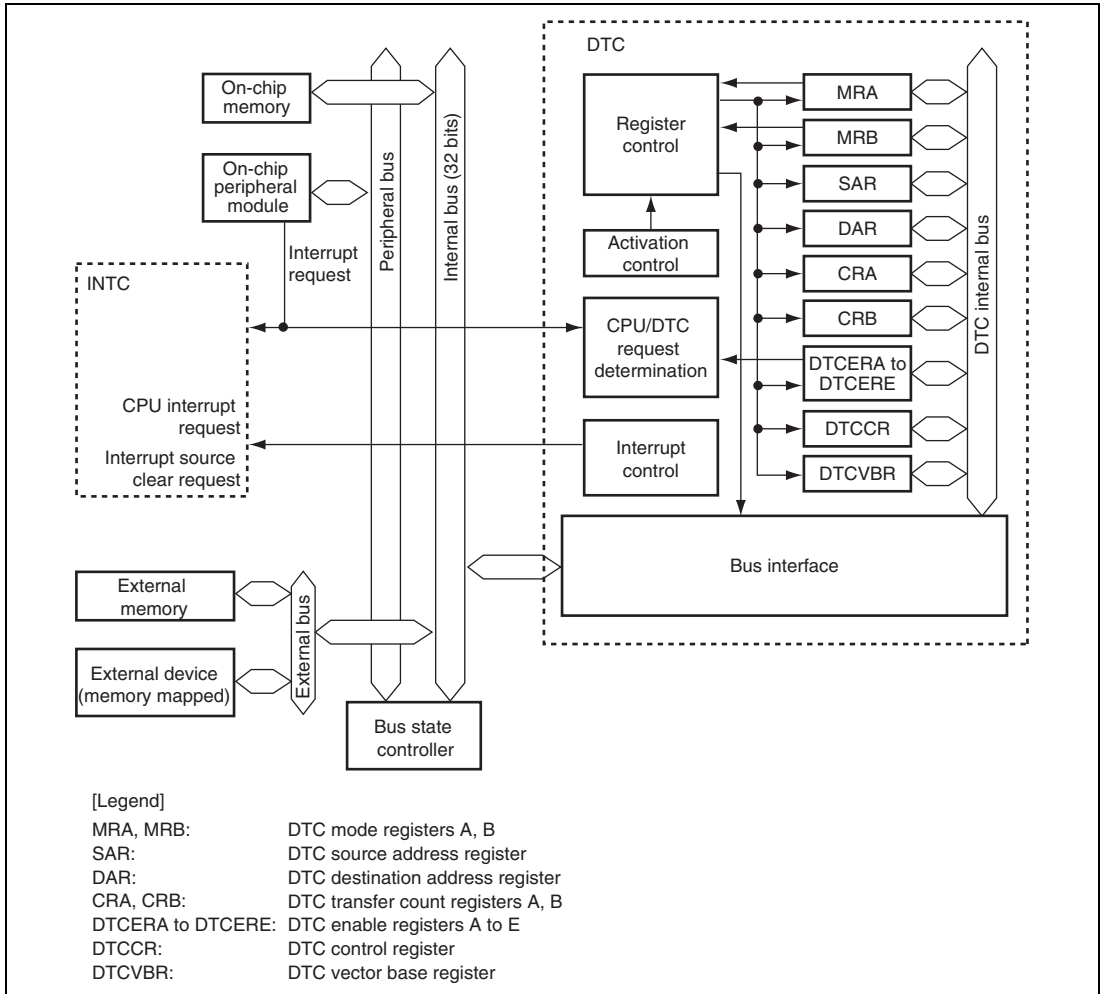 DTC
On-chip
memory
On-chip
peripheral
module
Interrupt
request
Peripheral bus
Internal bus (32 bits)
INTC
CPU interrupt
request
Interrupt source
clear request
Register
control
Activation
control
CPU/DTC
request
determination
Interrupt
control
MRA
MRB
SAR
DAR
CRA
CRB
DTCERA to
DTCERE
DTCCR
DTCVBR
DTC internal bus
Bus interface
External
memory
External device
(memory mapped)
External bus
Bus state
controller
[Legend]
MRA, MRB: DTC mode registers A, B
SAR: DTC source address register
DAR: DTC destination address register
CRA, CRB: DTC transfer count registers A, B
DTCERA to DTCERE: DTC enable registers A to E
DTCCR: DTC control register
DTCVBR: DTC vector base register